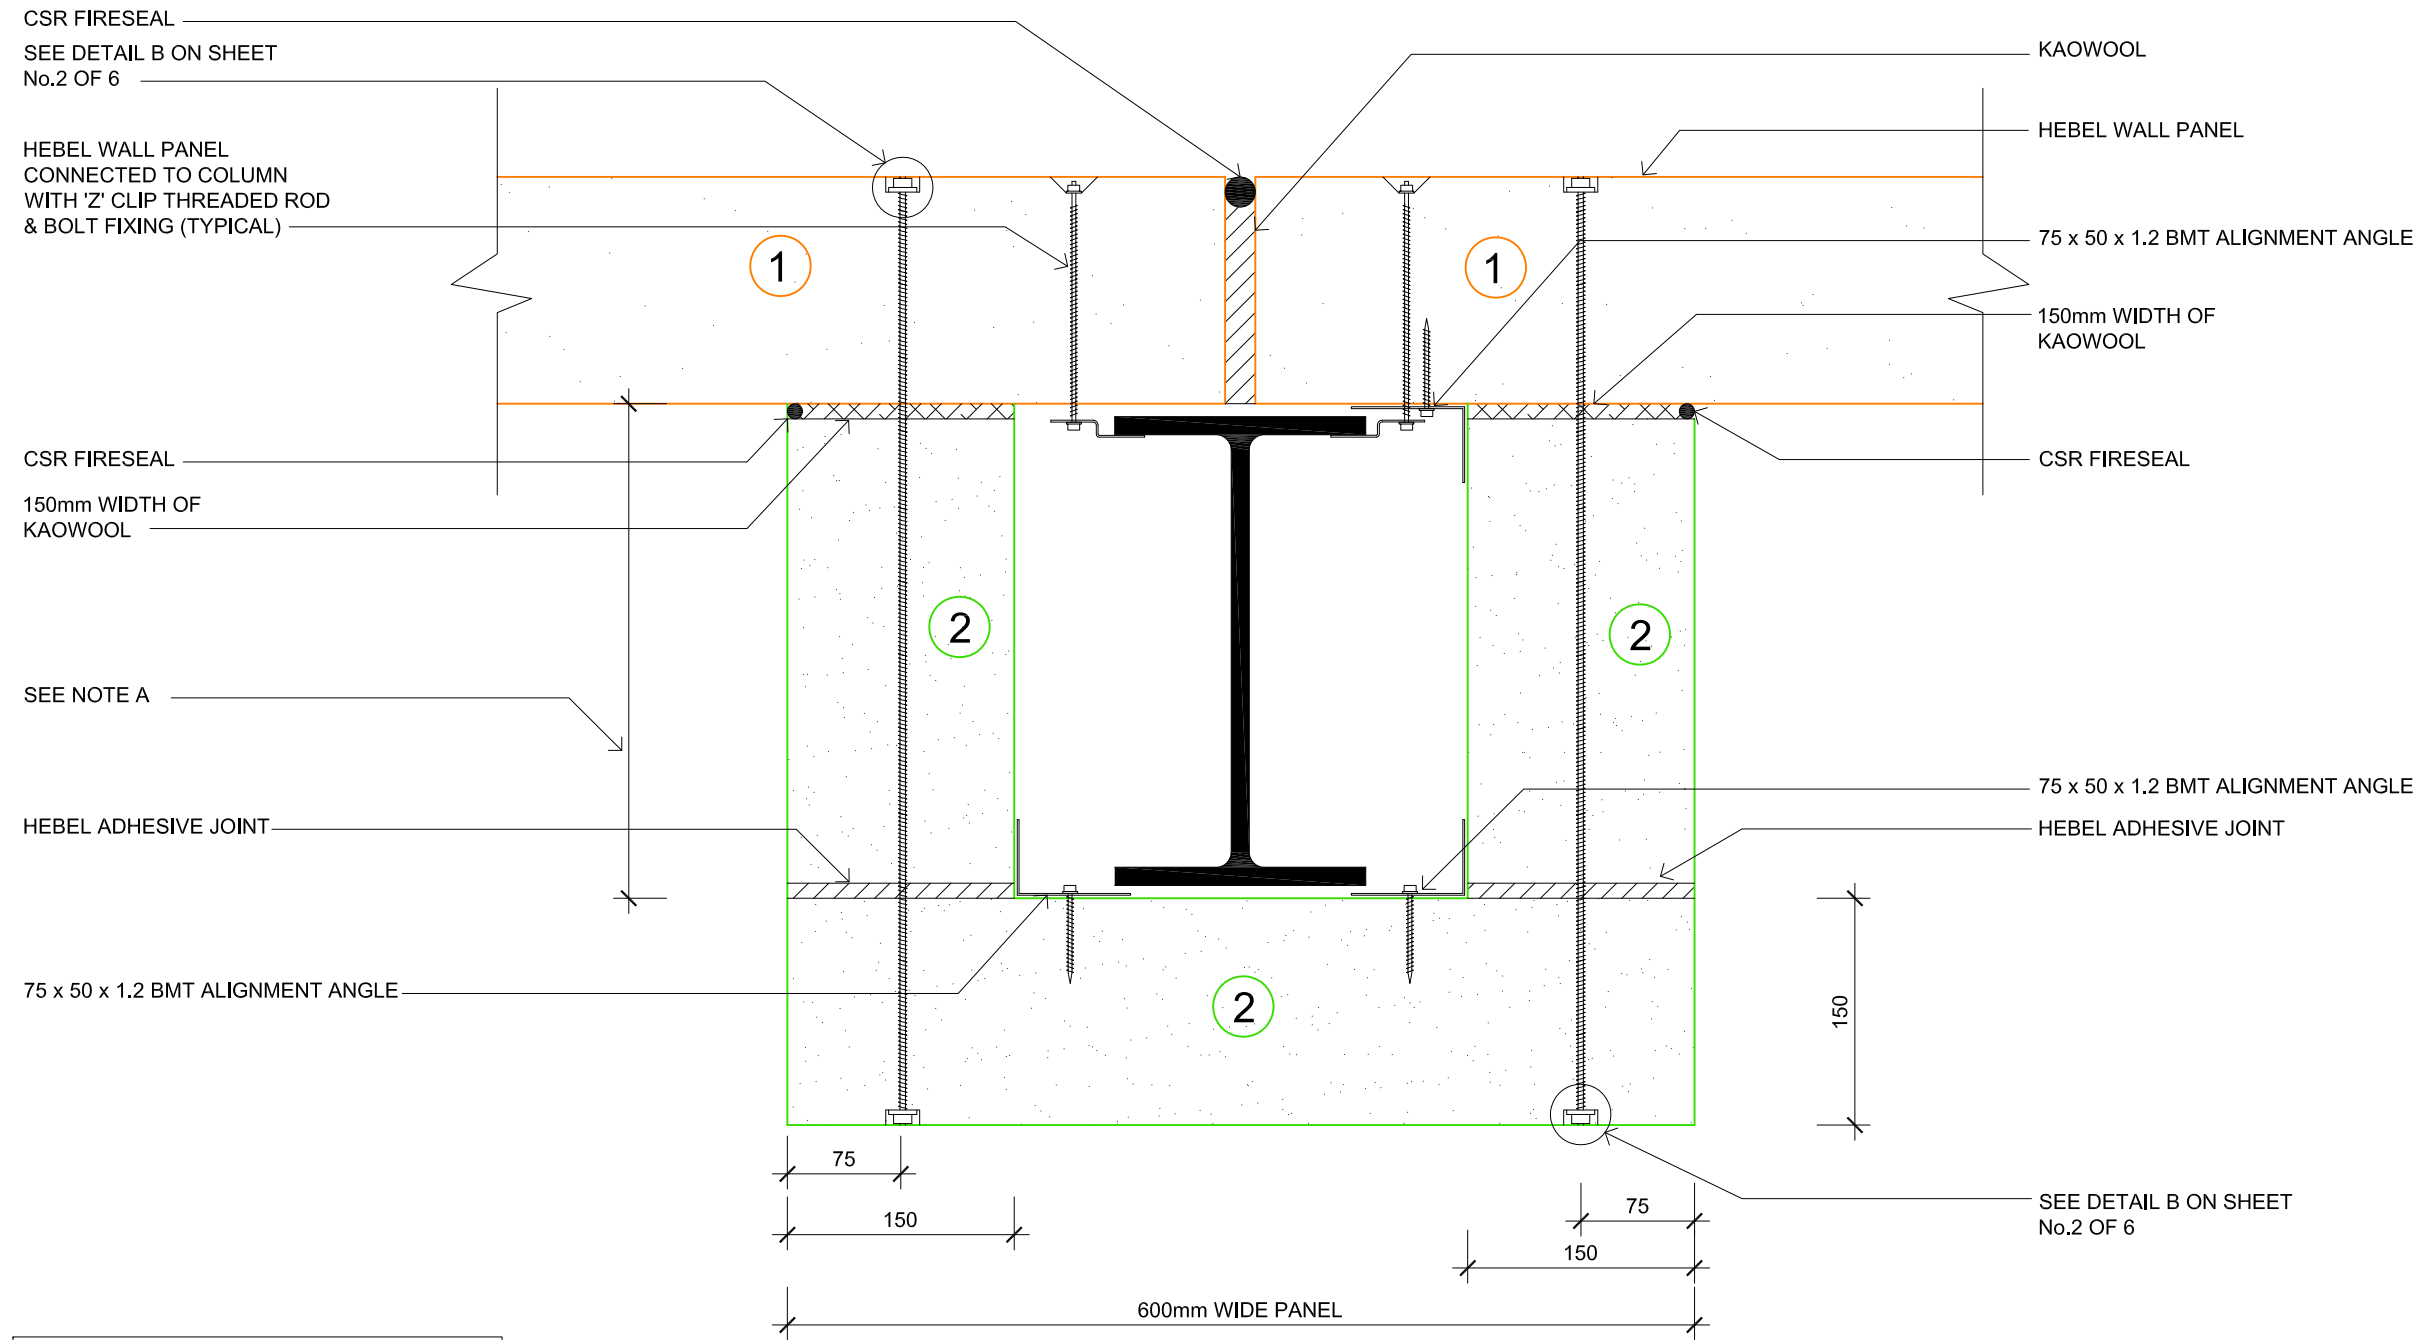 CSR FIRESEAL
SEE DETAIL B ON SHEET
No.2 OF 6
HEBEL WALL PANEL
CONNECTED TO COLUMN
WITH 'Z' CLIP THREADED ROD
& BOLT FIXING (TYPICAL)
CSR FIRESEAL
150mm WIDTH OF
KAOWOOL
SEE NOTE A
HEBEL ADHESIVE JOINT
75 x 50 x 1.2 BMT ALIGNMENT ANGLE
1
1
2
2
2
KAOWOOL
HEBEL WALL PANEL
75 x 50 x 1.2 BMT ALIGNMENT ANGLE
150mm WIDTH OF
KAOWOOL
CSR FIRESEAL
75 x 50 x 1.2 BMT ALIGNMENT ANGLE
HEBEL ADHESIVE JOINT
150
SEE DETAIL B ON SHEET
No.2 OF 6
75
150
75
150
600mm WIDE PANEL